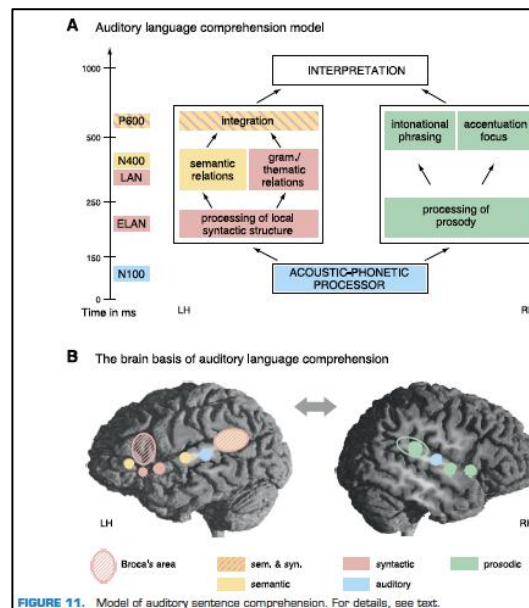 A Auditory language comprehension model
1000
INTERPRETATION
P600
integration
intonational phrasing
accentuation focus
500
N400
semantic relations
gram./ thematic relations
LAN
250
processing of local syntactic structure
processing of prosody
ELAN
150
N100
ACOUSTIC-PHONETIC PROCESSOR
0
Time in ms
LH
B The brain basis of auditory language comprehension
LH
Broca's area
sem. & syn.
syntactic
prosodic
semantic
auditory
FIGURE 11. Model of auditory sentence comprehension. For details, see text.